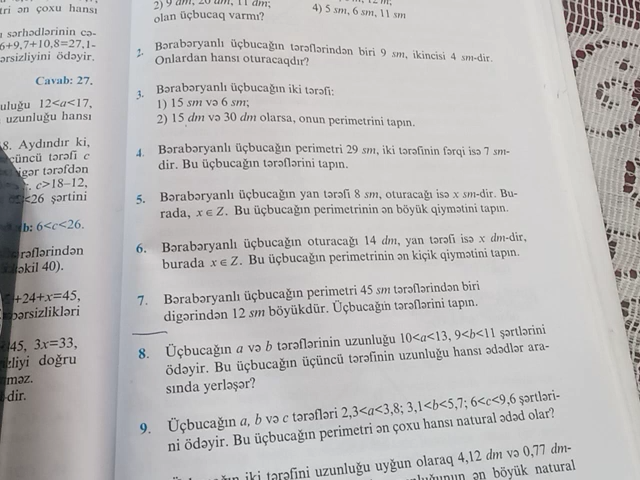 tri ən çoxu hansı
sərhədlərinin cə-
6+9,7+10,8=27,1-
ərsizliyini ödəyir.
Cavab: 27.
uluğu 12<a<17,
uzunluğu hansı
8. Aydındır ki,
üncü tərəfi c
igər tərəfdən
c>18–12,
<26 şərtini
b: 6<c<26.
ərəflərindən
əkil 40).
+24+x=45,
bərsizlikləri
45, 3x=33,
zliyi doğru
maz.
-dir.
olan üçbucaq varmı?
4) 5 sm, 6 sm, 11 sm
2. Bərabəryanlı üçbucağın tərəflərindən biri 9 sm, ikincisi 4 sm-dir.
Onlardan hansı oturacaqdır?
3. Bərabəryanlı üçbucağın iki tərəfi:
1) 15 sm və 6 sm;
2) 15 dm və 30 dm olarsa, onun perimetrini tapın.
4. Bərabəryanlı üçbucağın perimetri 29 sm, iki tərəfinin fərqi isə 7 sm-
dir. Bu üçbucağın tərəflərini tapın.
5. Bərabəryanlı üçbucağın yan tərəfi 8 sm, oturacağı isə x sm-dir. Bu-
rada, x∈Z. Bu üçbucağın perimetrinin ən böyük qiymətini tapın.
6. Bərabəryanlı üçbucağın oturacağı 14 dm, yan tərəfi isə x dm-dir,
burada x∈Z. Bu üçbucağın perimetrinin ən kiçik qiymətini tapın.
7. Bərabəryanlı üçbucağın perimetri 45 sm tərəflərindən biri
digərindən 12 sm böyükdür. Üçbucağın tərəflərini tapın.
8. Üçbucağın a və b tərəflərinin uzunluğu 10<a<13, 9<b<11 şərtlərini
ödəyir. Bu üçbucağın üçüncü tərəfinin uzunluğu hansı ədədlər ara-
sında yerləşər?
9. Üçbucağın a, b və c tərəfləri 2,3<a<3,8; 3,1<b<5,7; 6<c<9,6 şərtləri-
ni ödəyir. Bu üçbucağın perimetri ən çoxu hansı natural ədəd olar?
iki tərəfini uzunluğu uyğun olaraq 4,12 dm və 0,77 dm-
ən böyük natural